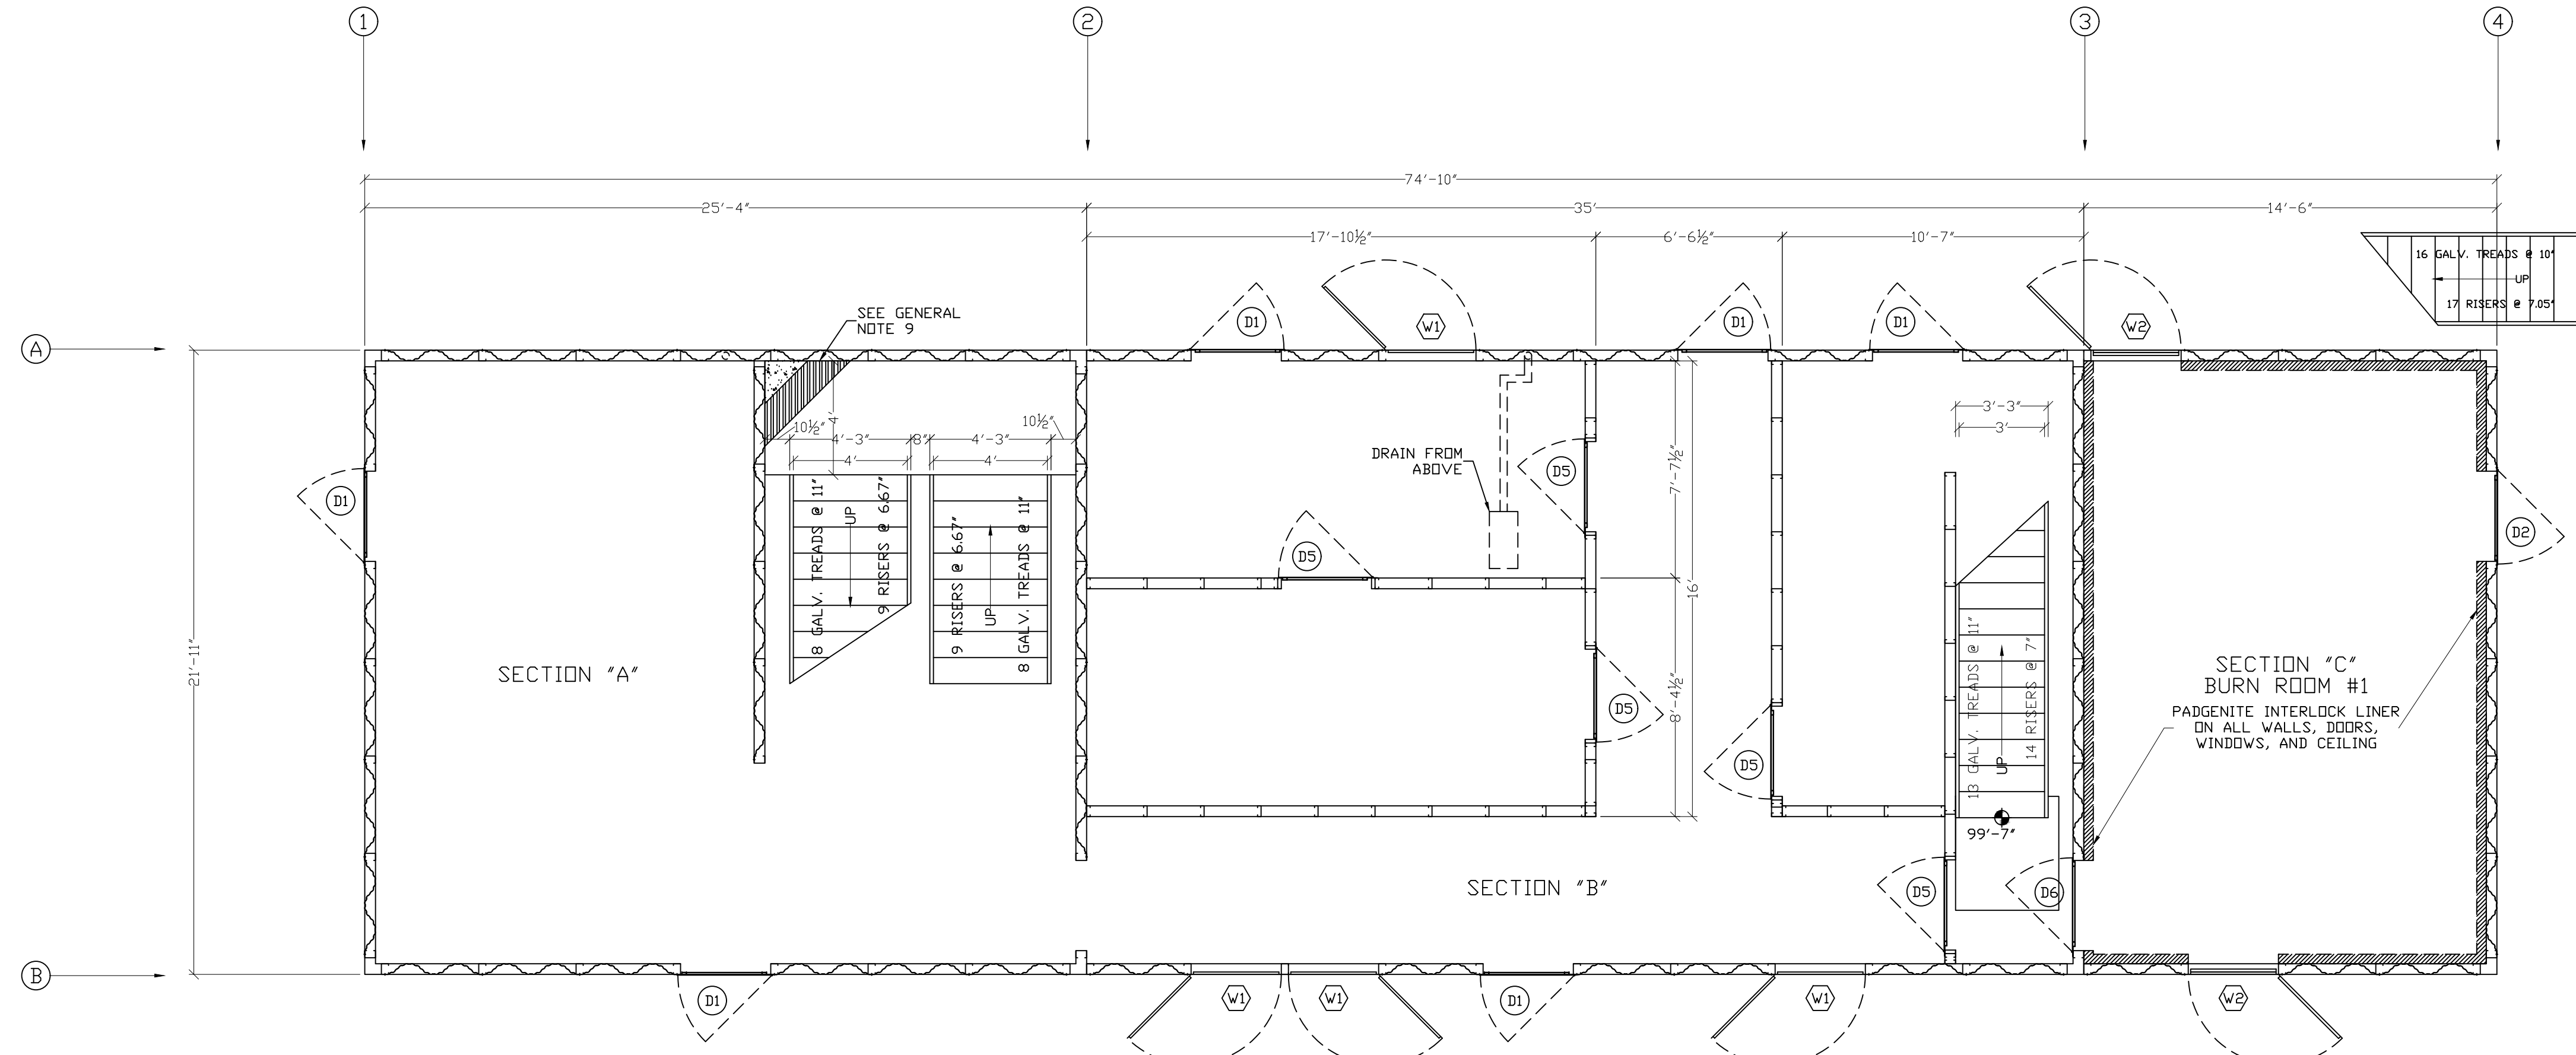 1
2
3
4
74'-10"
25'-4"
35'
14'-6"
17'-10½"
6'-6½"
10'-7"
16 GALV. TREADS @ 10"
UP
17 RISERS @ 7.05"
SEE GENERAL
NOTE 9
D1
W1
D1
D1
W2
A
10½"
4'
4'-3"
8"
4'-3"
10½"
4'
4'
3'-3"
3'
DRAIN FROM
ABOVE
D5
7'-7½"
D1
8 GALV. TREADS @ 11"
UP
9 RISERS @ 6.67"
9 RISERS @ 6.67"
UP
8 GALV. TREADS @ 11"
D5
D2
16'
21'-11"
SECTION "A"
D5
8'-4½"
D5
13 GALV. TREADS @ 11"
UP
14 RISERS @ 7"
99'-7"
SECTION "C"
BURN ROOM #1
PADGENITE INTERLOCK LINER
ON ALL WALLS, DOORS,
WINDOWS, AND CEILING
SECTION "B"
D5
D6
B
D1
W1
W1
D1
W1
W2